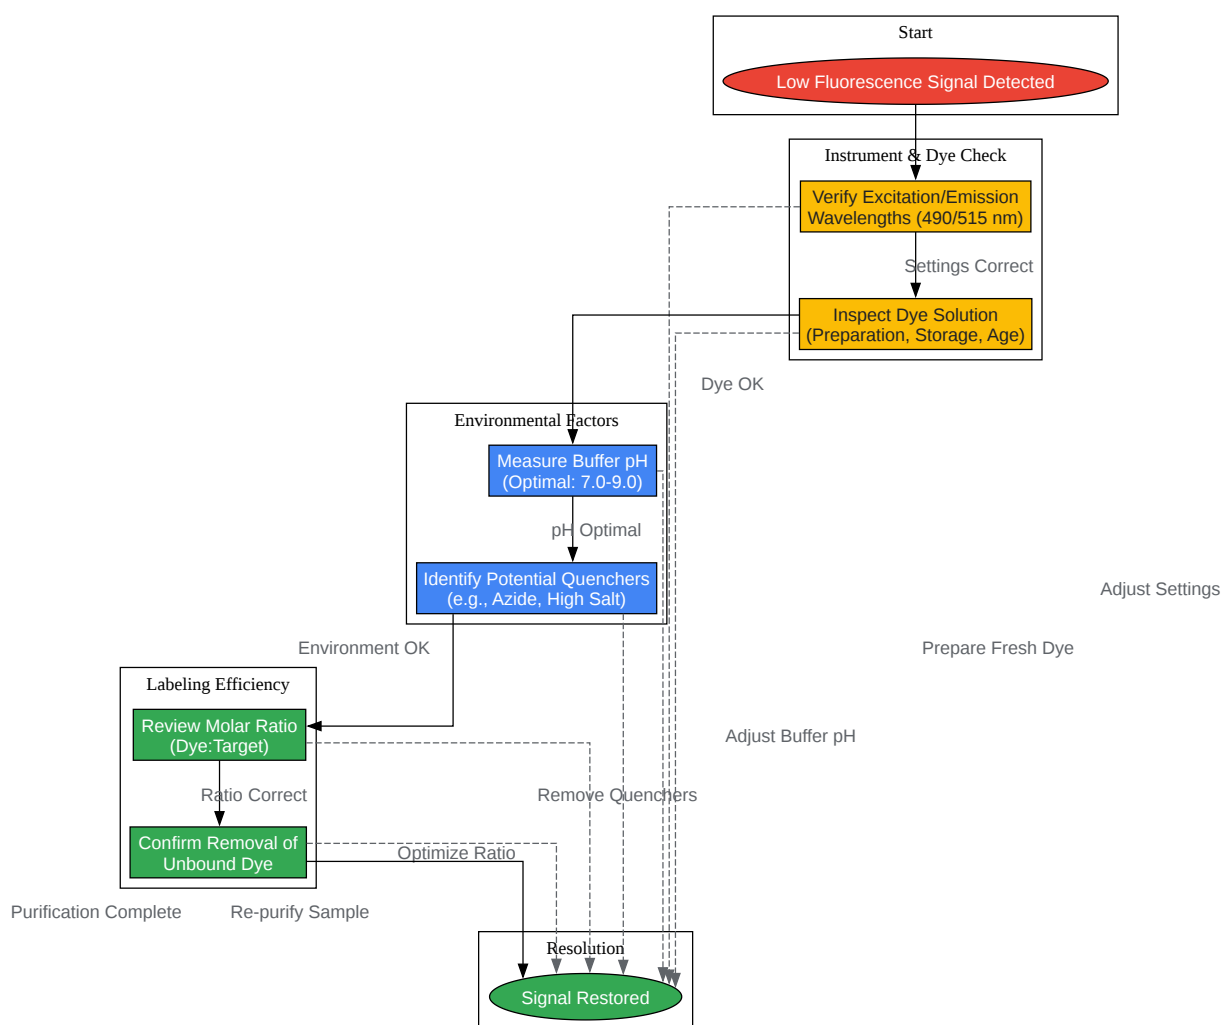 Start
Low Fluorescence Signal Detected
Instrument & Dye Check
Verify Excitation/Emission
Wavelengths (490/515 nm)
Settings Correct
Inspect Dye Solution
(Preparation, Storage, Age)
Dye OK
Environmental Factors
Measure Buffer pH
(Optimal: 7.0-9.0)
pH Optimal
Identify Potential Quenchers
(e.g., Azide, High Salt)
Adjust Settings
Environment OK
Prepare Fresh Dye
Labeling Efficiency
Review Molar Ratio
(Dye:Target)
Adjust Buffer pH
Ratio Correct
Remove Quenchers
Confirm Removal of
Unbound Dye
Optimize Ratio
Purification Complete
Re-purify Sample
Resolution
Signal Restored